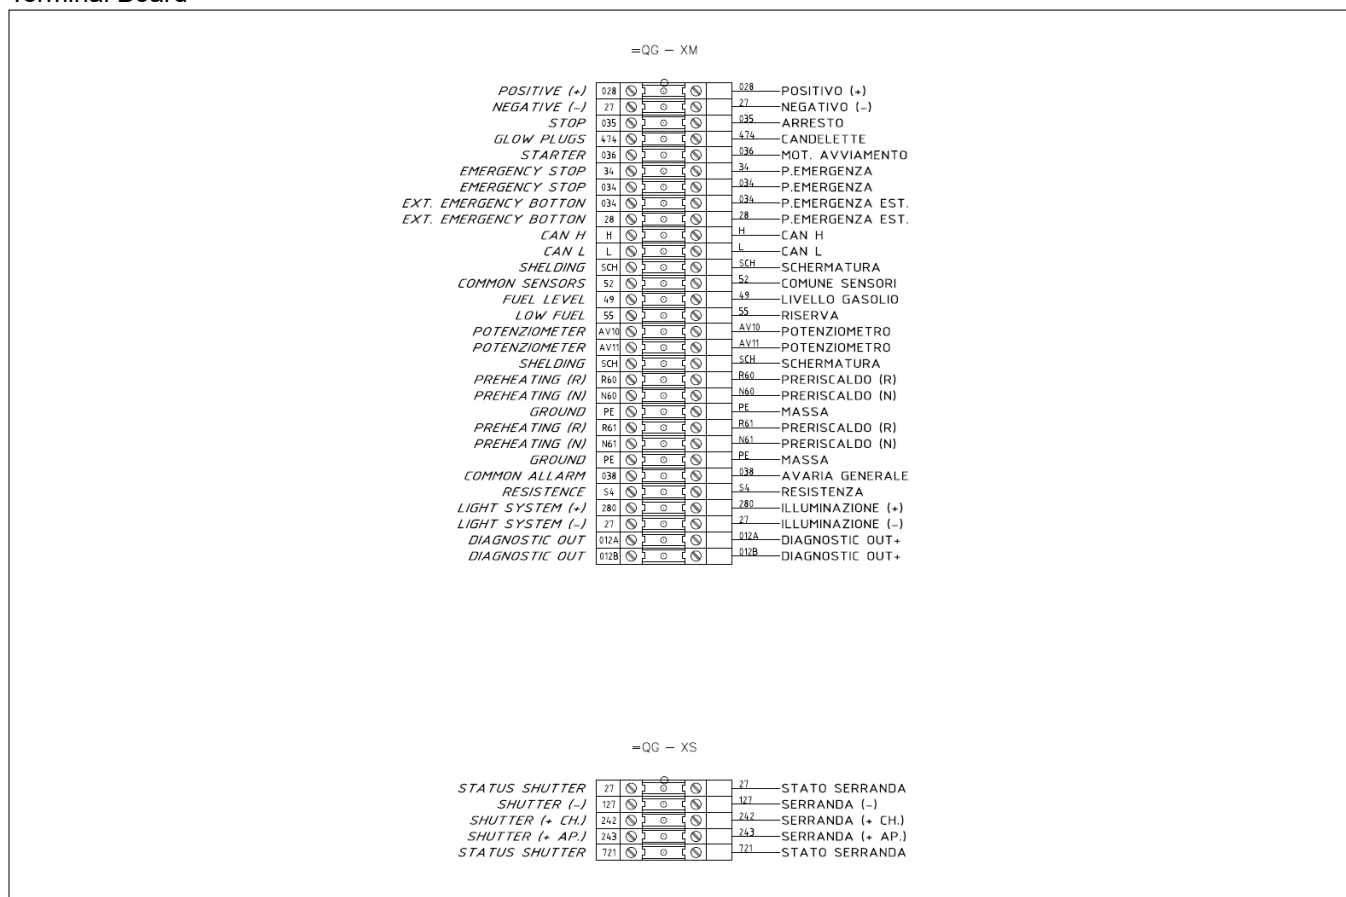 Terminal Board
=QG - XM
POSITIVE (+) 028 028 POSITIVO (+)
NEGATIVE (-) 27 27 NEGATIVO (-)
STOP 035 035 ARRESTO
GLOW PLUGS 474 474 CANDELETTE
STARTER 036 036 MOT. AVVIAMENTO
EMERGENCY STOP 34 34 P.EMERGENZA
EMERGENCY STOP 034 034 P.EMERGENZA
EXT. EMERGENCY BOTTON 034 034 P.EMERGENZA EST.
EXT. EMERGENCY BOTTON 28 28 P.EMERGENZA EST.
CAN H H H CAN H
CAN L L L CAN L
SHELDING SCH SCH SCHERMATURA
COMMON SENSORS 52 52 COMUNE SENSORI
FUEL LEVEL 49 49 LIVELLO GASOLIO
LOW FUEL 55 55 RISERVA
POTENZIOMETER AV10 AV10 POTENZIOMETRO
POTENZIOMETER AV11 AV11 POTENZIOMETRO
SHELDING SCH SCH SCHERMATURA
PREHEATING (R) R60 R60 PRERISCALDO (R)
PREHEATING (N) N60 N60 PRERISCALDO (N)
GROUND PE PE MASSA
PREHEATING (R) R61 R61 PRERISCALDO (R)
PREHEATING (N) N61 N61 PRERISCALDO (N)
GROUND PE PE MASSA
COMMON ALLARM 038 038 AVARIA GENERALE
RESISTENCE S4 S4 RESISTENZA
LIGHT SYSTEM (+) 280 280 ILLUMINAZIONE (+)
LIGHT SYSTEM (-) 27 27 ILLUMINAZIONE (-)
DIAGNOSTIC OUT 012A 012A DIAGNOSTIC OUT+
DIAGNOSTIC OUT 012B 012B DIAGNOSTIC OUT+
=QG - XS
STATUS SHUTTER 27 27 STATO SERRANDA
SHUTTER (-) 127 127 SERRANDA (-)
SHUTTER (+ CH.) 242 242 SERRANDA (+ CH.)
SHUTTER (+ AP.) 243 243 SERRANDA (+ AP.)
STATUS SHUTTER 721 721 STATO SERRANDA